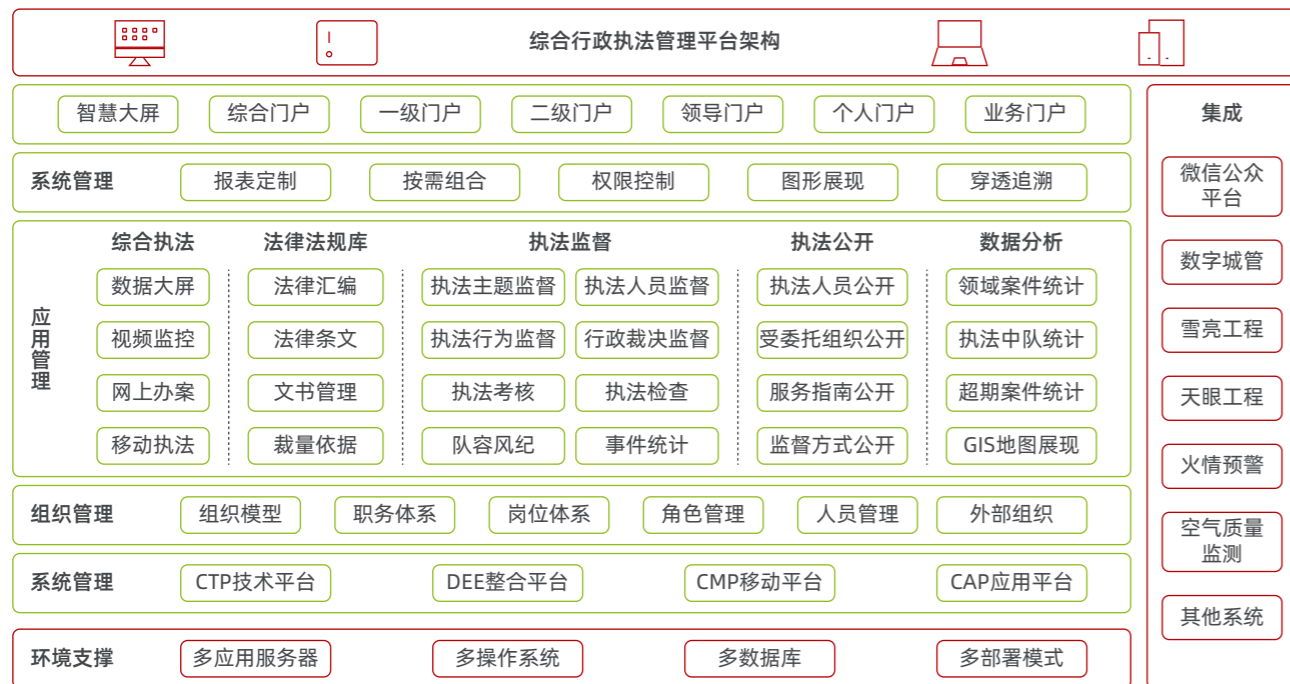 综合行政执法管理平台架构
智慧大屏 综合门户 一级门户 二级门户 领导门户 个人门户 业务门户
系统管理 报表定制 按需组合 权限控制 图形展现 穿透追溯
应用管理
综合执法 法律法规库 执法监督 执法公开 数据分析
数据大屏 法律汇编 执法主题监督 执法人员监督 执法人员公开 领域案件统计
视频监控 法律条文 执法行为监督 行政裁决监督 受委托组织公开 执法中队统计
网上办案 文书管理 执法考核 执法检查 服务指南公开 超期案件统计
移动执法 裁量依据 队容风纪 事件统计 监督方式公开 GIS地图展现
组织管理 组织模型 职务体系 岗位体系 角色管理 人员管理 外部组织
系统管理 CTP技术平台 DEE整合平台 CMP移动平台 CAP应用平台
环境支撑 多应用服务器 多操作系统 多数据库 多部署模式
集成
微信公众
平台
数字城管
雪亮工程
天眼工程
火情预警
空气质量
监测
其他系统